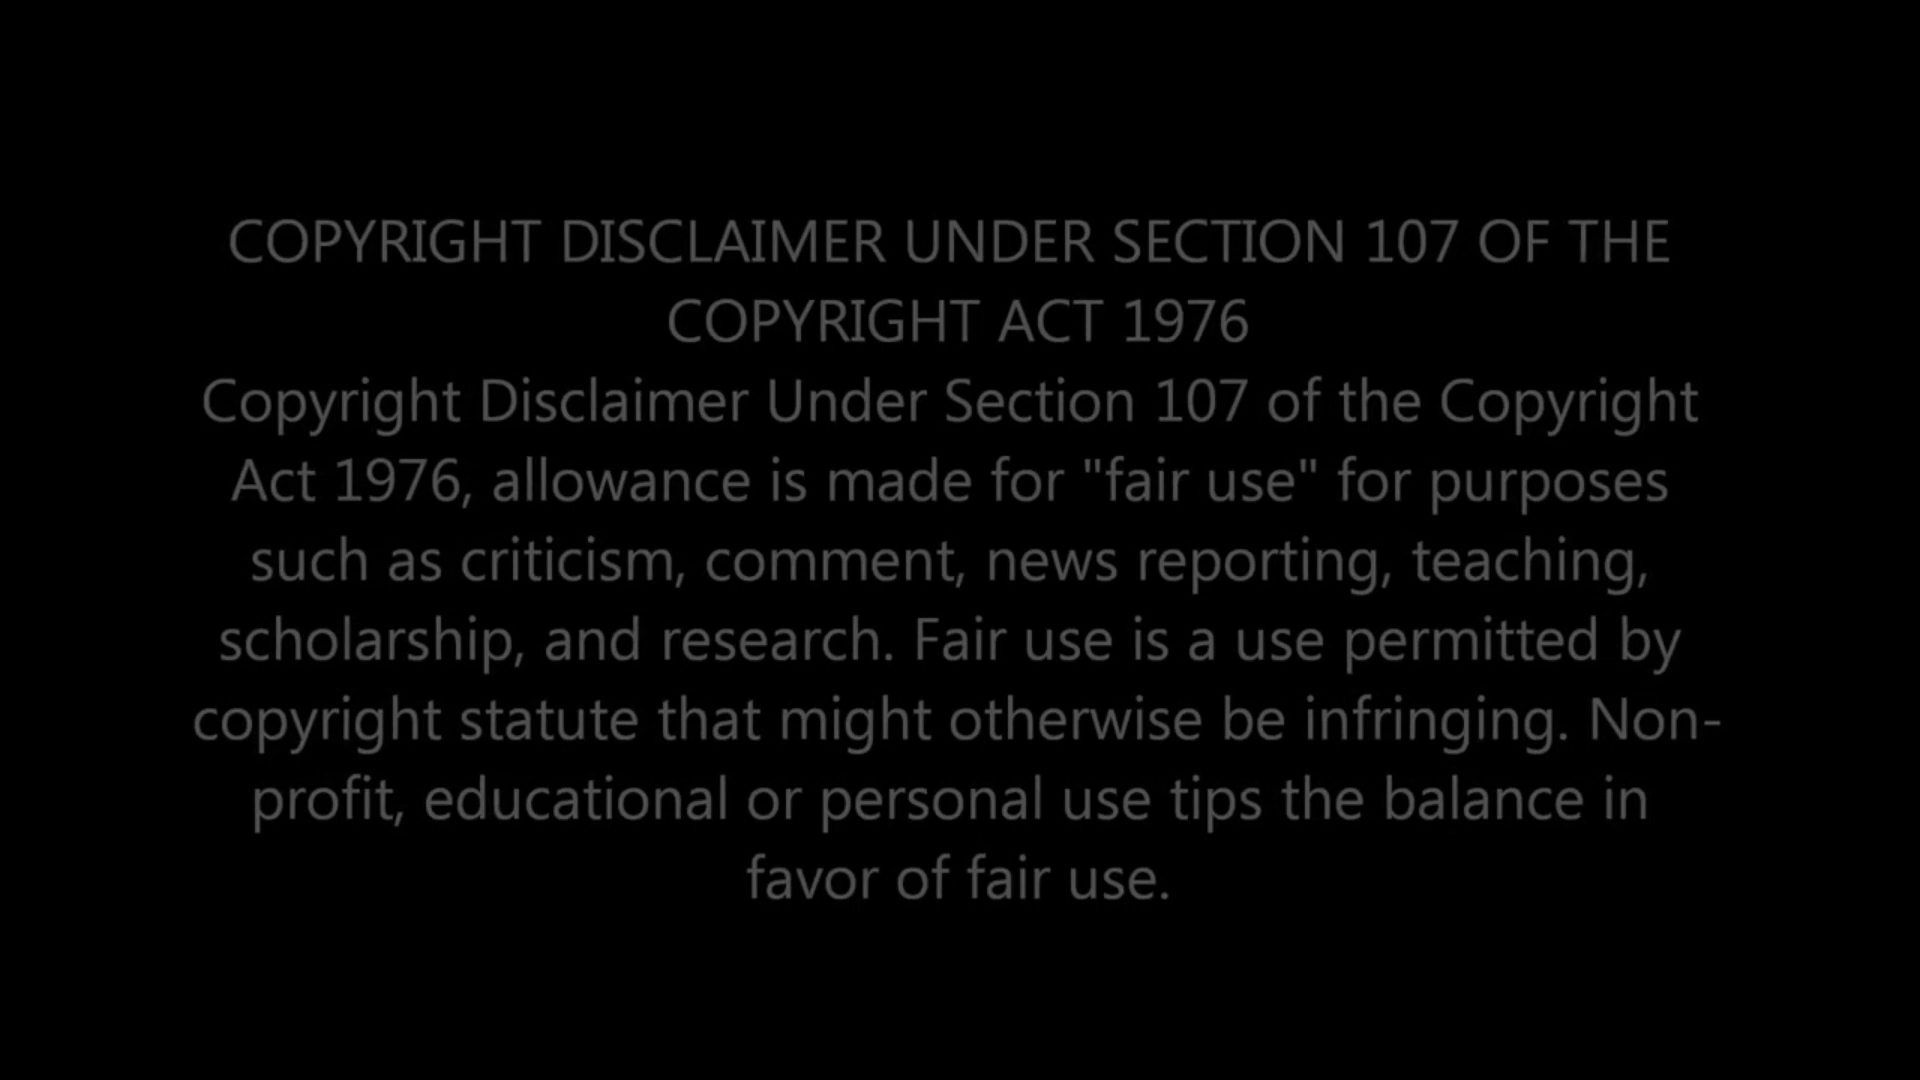 COPYRIGHT DISCLAIMER UNDER SECTION 107 OF THE
COPYRIGHT ACT 1976
Copyright Disclaimer Under Section 107 of the Copyright
Act 1976, allowance is made for "fair use" for purposes
such as criticism, comment, news reporting, teaching,
scholarship, and research. Fair use is a use permitted by
copyright statute that might otherwise be infringing. Non-
profit, educational or personal use tips the balance in
favor of fair use.